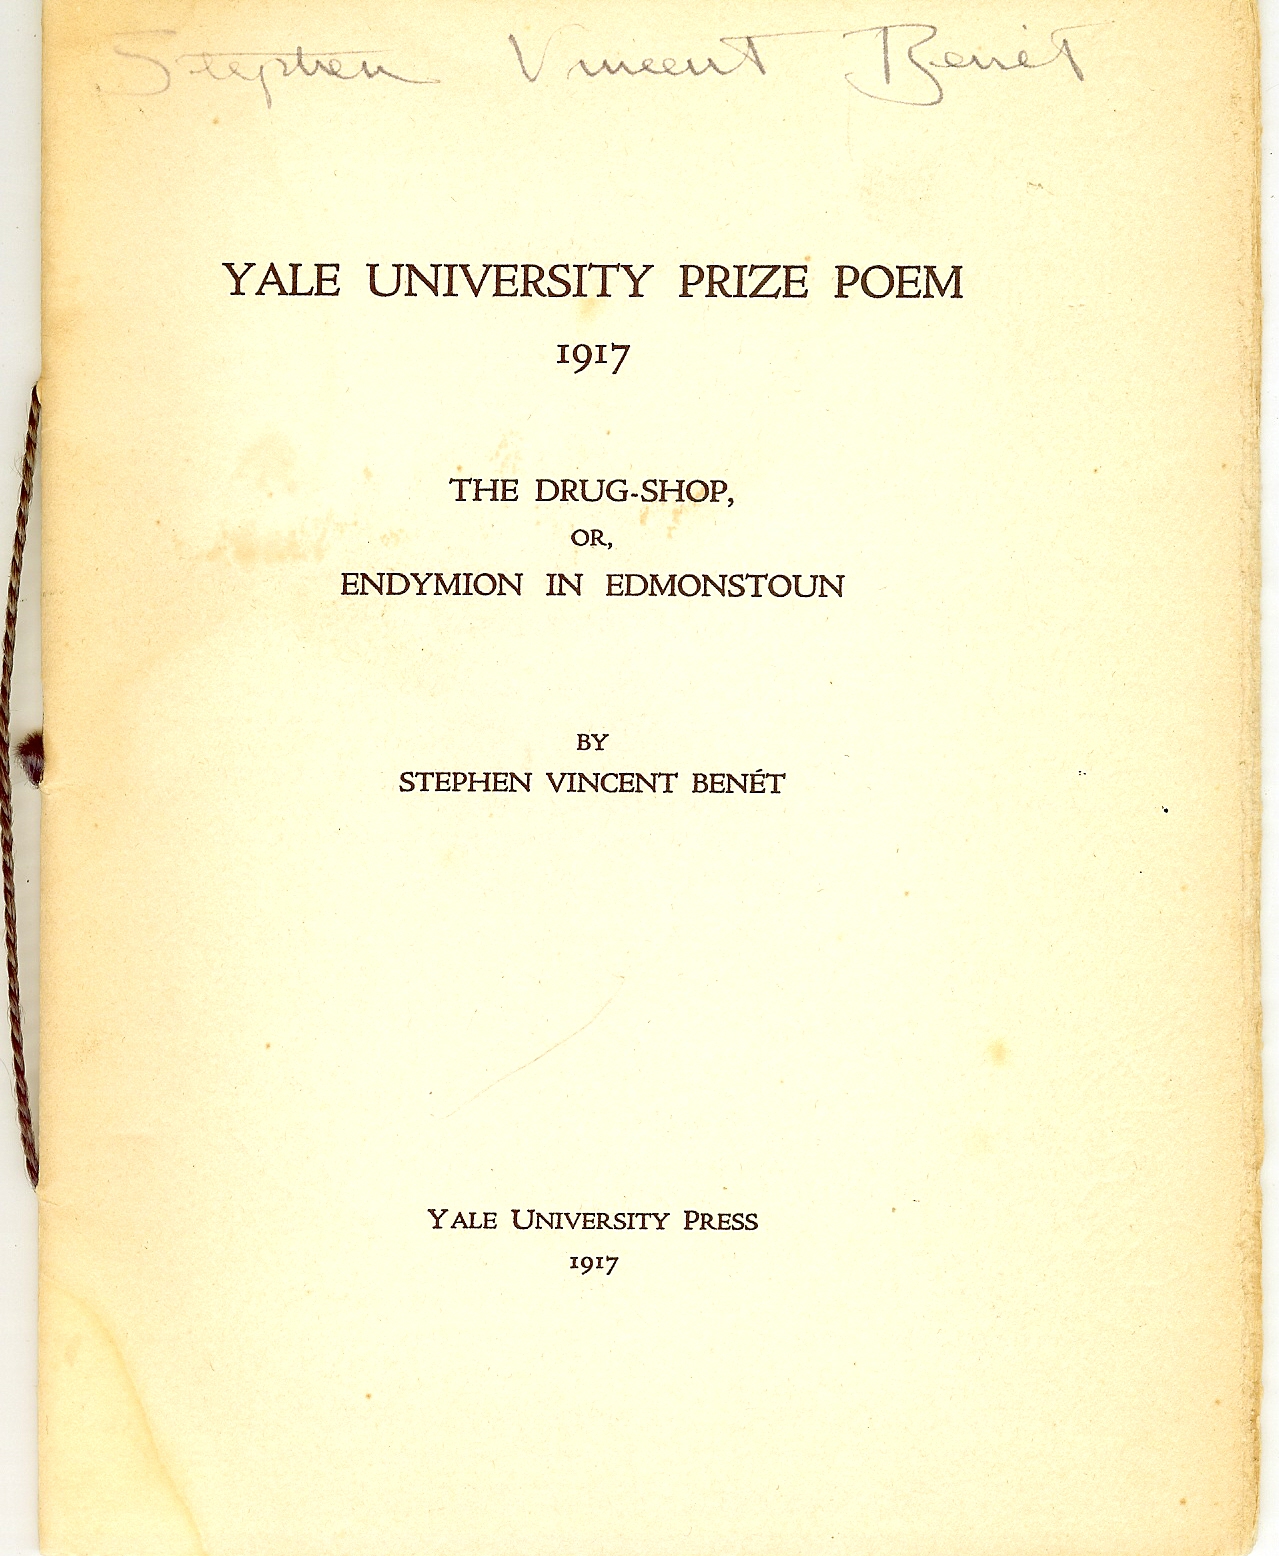 Stephen Vincent Benét
YALE UNIVERSITY PRIZE POEM
1917
THE DRUG-SHOP,
OR,
ENDYMION IN EDMONSTOUN
BY
STEPHEN VINCENT BENÉT
YALE UNIVERSITY PRESS
1917